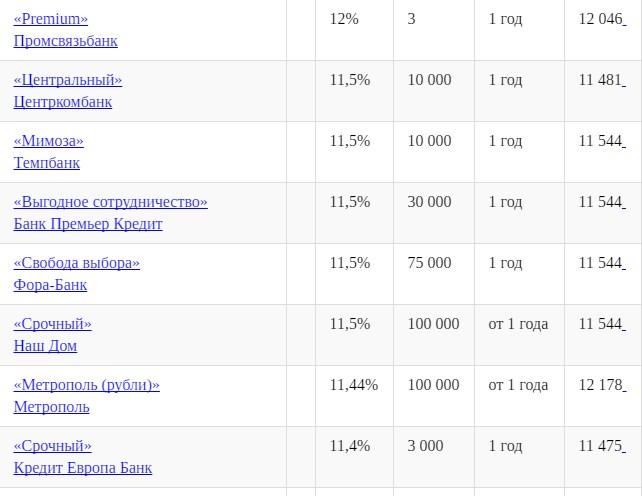 «Premium» 12% 3 1 год 12 046
Промсвязьбанк
«Центральный» 11,5% 10 000 1 год 11 481
Центркомбанк
«Мимоза» 11,5% 10 000 1 год 11 544
Темпбанк
«Выгодное сотрудничество» 11,5% 30 000 1 год 11 544
Банк Премьер Кредит
«Свобода выбора» 11,5% 75 000 1 год 11 544
Фора-Банк
«Срочный» 11,5% 100 000 от 1 года 11 544
Наш Дом
«Метрополь (рубли)» 11,44% 100 000 от 1 года 12 178
Метрополь
«Срочный» 11,4% 3 000 1 год 11 475
Кредит Европа Банк